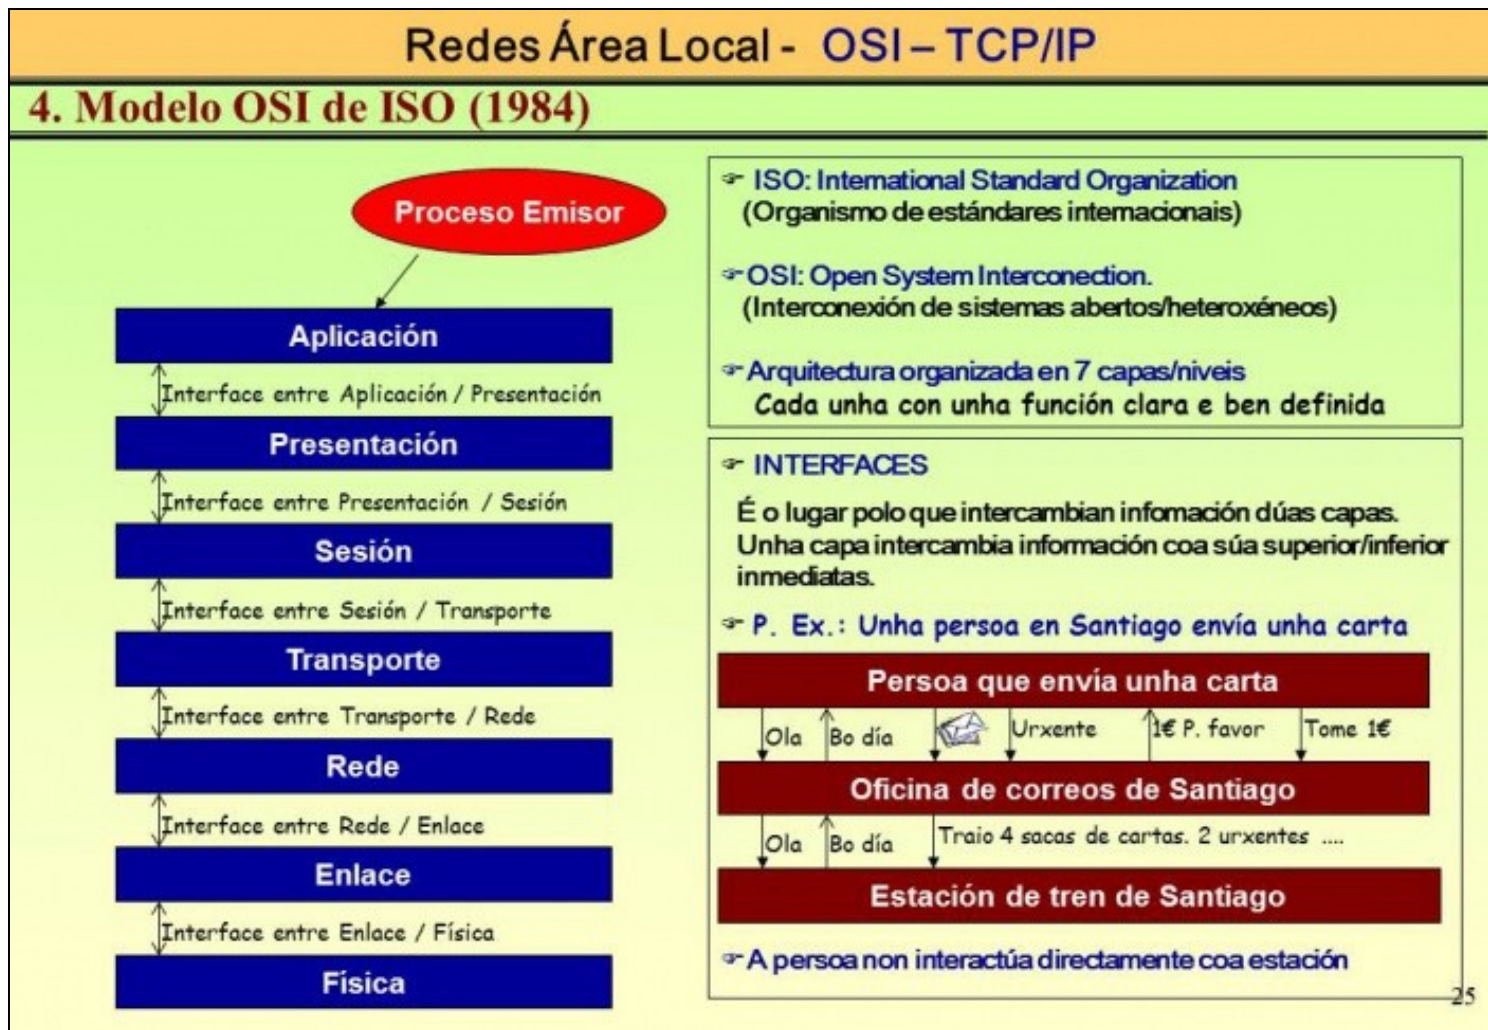 Redes Área Local - OSI – TCP/IP
4. Modelo OSI de ISO (1984)
Proceso Emisor
Aplicación
Interface entre Aplicación / Presentación
Presentación
Interface entre Presentación / Sesión
Sesión
Interface entre Sesión / Transporte
Transporte
Interface entre Transporte / Rede
Rede
Interface entre Rede / Enlace
Enlace
Interface entre Enlace / Física
Física
☞ ISO: International Standard Organization
(Organismo de estándares internacionais)
☞ OSI: Open System Interconection.
(Interconexión de sistemas abertos/heteroxéneos)
☞ Arquitectura organizada en 7 capas/niveis
Cada unha con unha función clara e ben definida
☞ INTERFACES
É o lugar polo que intercambian infomación dúas capas.
Unha capa intercambia información coa súa superior/inferior
inmediatas.
☞ P. Ex.: Unha persoa en Santiago envía unha carta
Persoa que envía unha carta
Ola Bo día Urxente 1€ P. favor Tome 1€
Oficina de correos de Santiago
Ola Bo día Traio 4 sacas de cartas. 2 urxentes ....
Estación de tren de Santiago
☞ A persoa non interactúa directamente coa estación
25